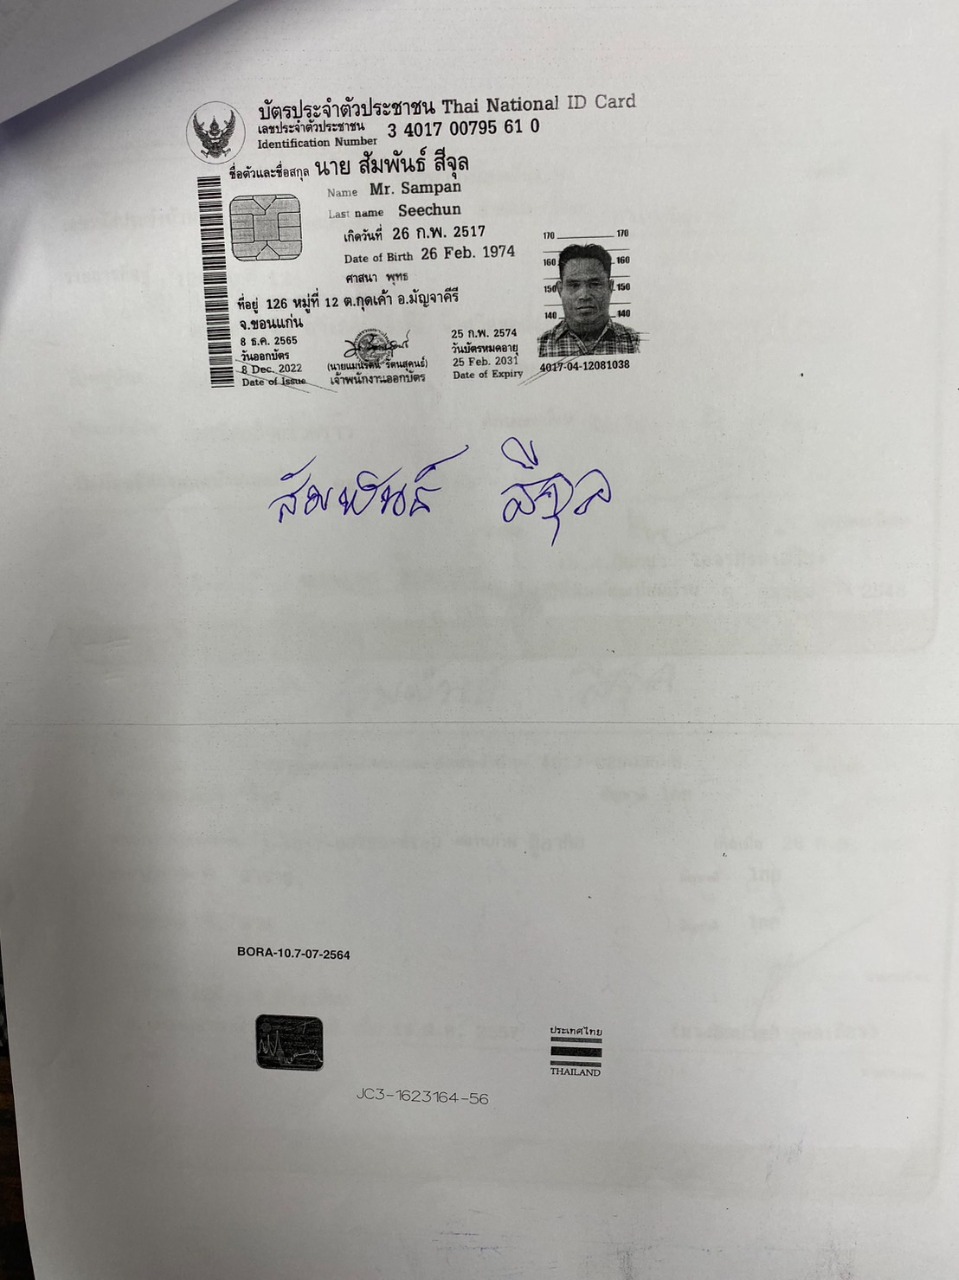 บัตรประจำตัวประชาชน Thai National ID Card
เลขประจำตัวประชาชน 3 4017 00795 61 0
Identification Number
ชื่อตัวและชื่อสกุล นาย สัมพันธ์ สีจุล
Name Mr. Sampan
Last name Seechun
เกิดวันที่ 26 ก.พ. 2517
Date of Birth 26 Feb. 1974
ศาสนา พุทธ
ที่อยู่ 126 หมู่ที่ 12 ต.กุดเค้า อ.มัญจาคีรี
จ.ขอนแก่น
170 170
160 160
150 150
140 140
8 ธ.ค. 2565
วันออกบัตร
8 Dec. 2022
Date of Issue
เจ้าพนักงานออกบัตร
25 ก.พ. 2574
วันบัตรหมดอายุ
25 Feb. 2031
Date of Expiry
4017-04-12081038
สัมพันธ์ สีจุล
BORA-10.7-07-2564
ประเทศไทย
THAILAND
JC3-1623164-56